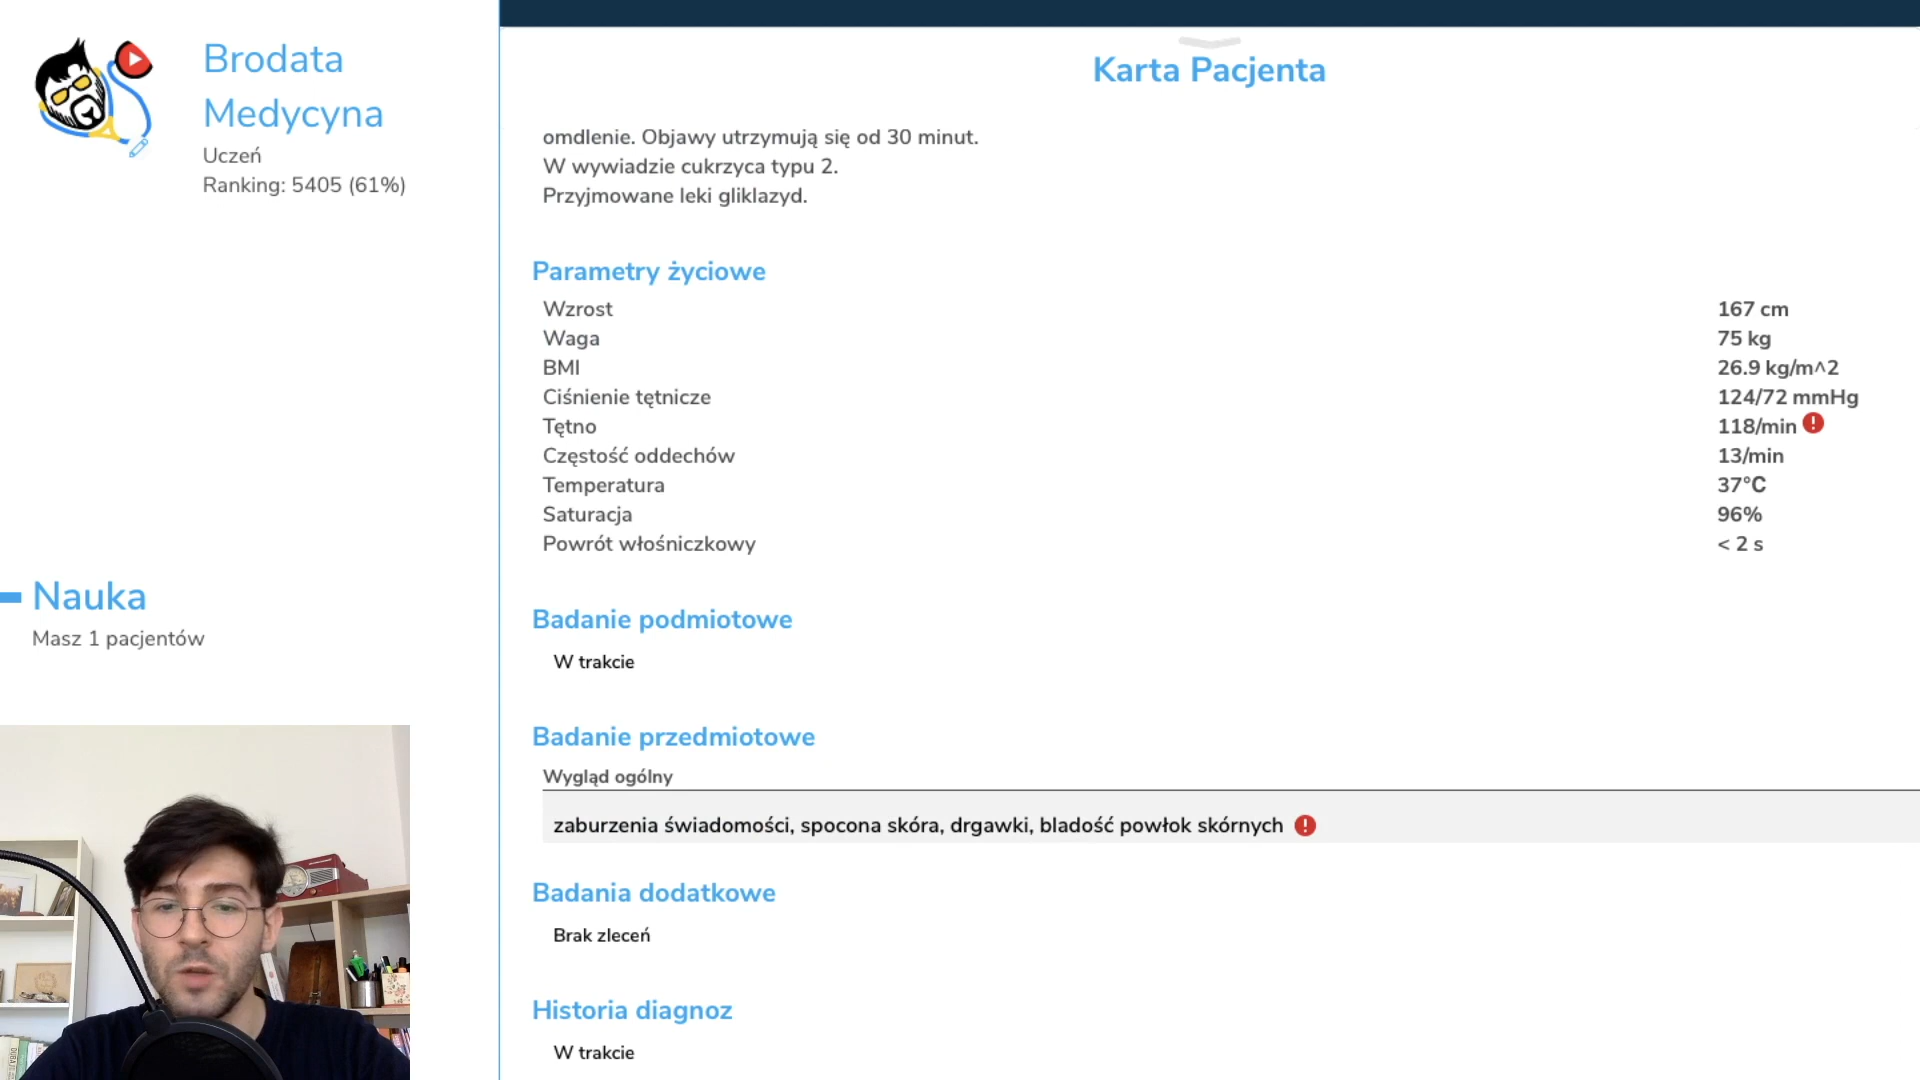 Brodata
Medycyna
Uczeń
Ranking: 5405 (61%)
Nauka
Masz 1 pacjentów
Karta Pacjenta
omdlenie. Objawy utrzymują się od 30 minut.
W wywiadzie cukrzyca typu 2.
Przyjmowane leki gliklazyd.
Parametry życiowe
Wzrost 167 cm
Waga 75 kg
BMI 26.9 kg/m^2
Ciśnienie tętnicze 124/72 mmHg
Tętno 118/min
Częstość oddechów 13/min
Temperatura 37°C
Saturacja 96%
Powrót włośniczkowy < 2 s
Badanie podmiotowe
W trakcie
Badanie przedmiotowe
Wygląd ogólny
zaburzenia świadomości, spocona skóra, drgawki, bladość powłok skórnych
Badania dodatkowe
Brak zleceń
Historia diagnoz
W trakcie